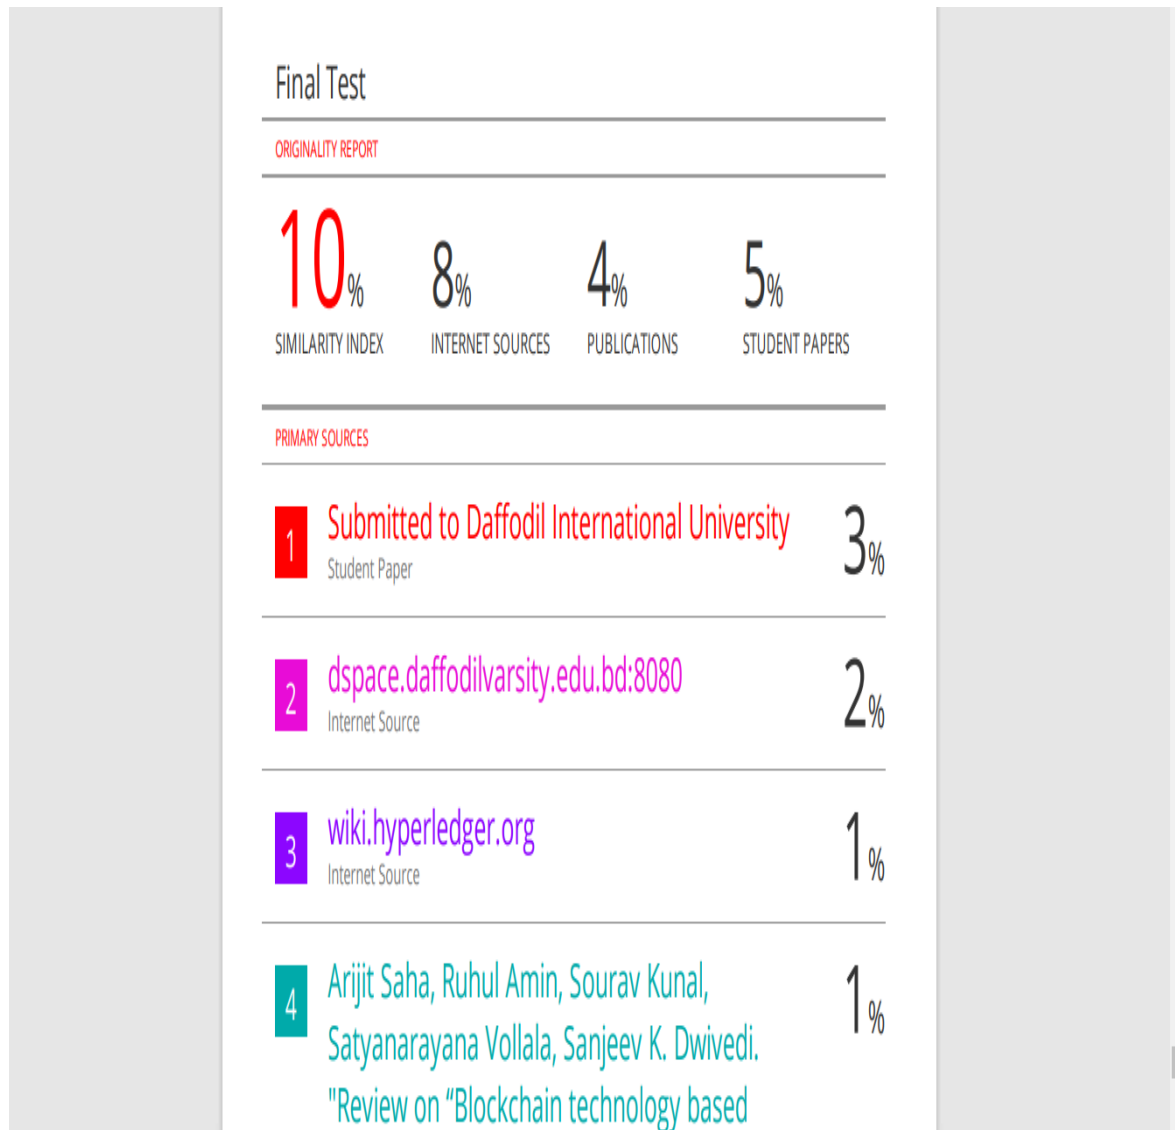 Final Test
ORIGINALITY REPORT
10% 8% 4% 5%
SIMILARITY INDEX INTERNET SOURCES PUBLICATIONS STUDENT PAPERS
PRIMARY SOURCES
1 Submitted to Daffodil International University 3%
Student Paper
2 dspace.daffodilvarsity.edu.bd:8080 2%
Internet Source
3 wiki.hyperledger.org 1%
Internet Source
4 Arijit Saha, Ruhul Amin, Sourav Kunal, 1%
Satyanarayana Vollala, Sanjeev K. Dwivedi.
"Review on “Blockchain technology based